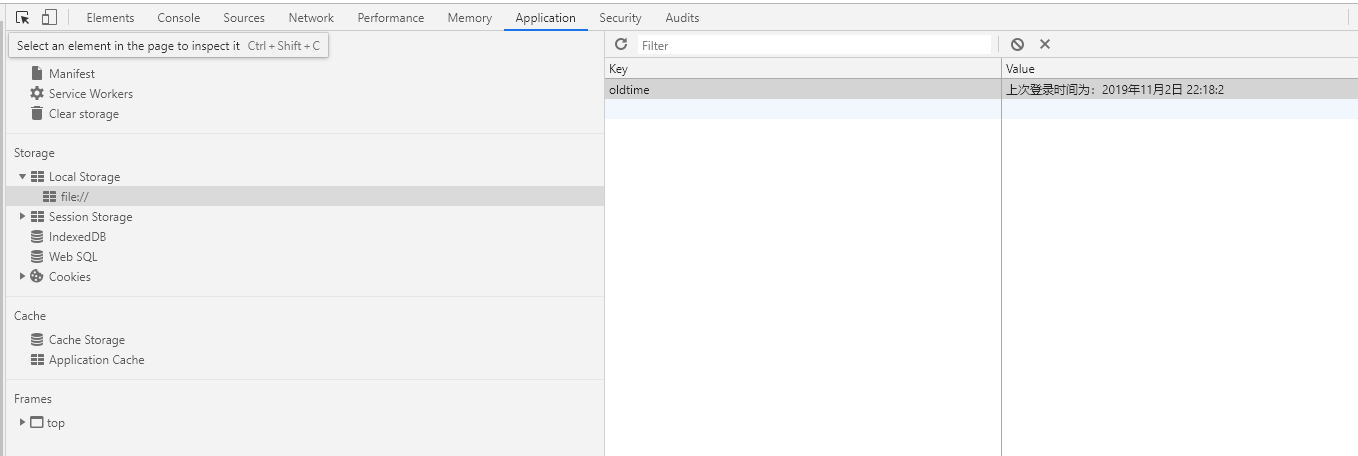 Elements Console Sources Network Performance Memory Application Security Audits
Select an element in the page to inspect it Ctrl + Shift + C
Manifest
Service Workers
Clear storage
Storage
Local Storage
file://
Session Storage
IndexedDB
Web SQL
Cookies
Cache
Cache Storage
Application Cache
Frames
top
Filter
Key Value
oldtime 上次登录时间为：2019年11月2日 22:18:2